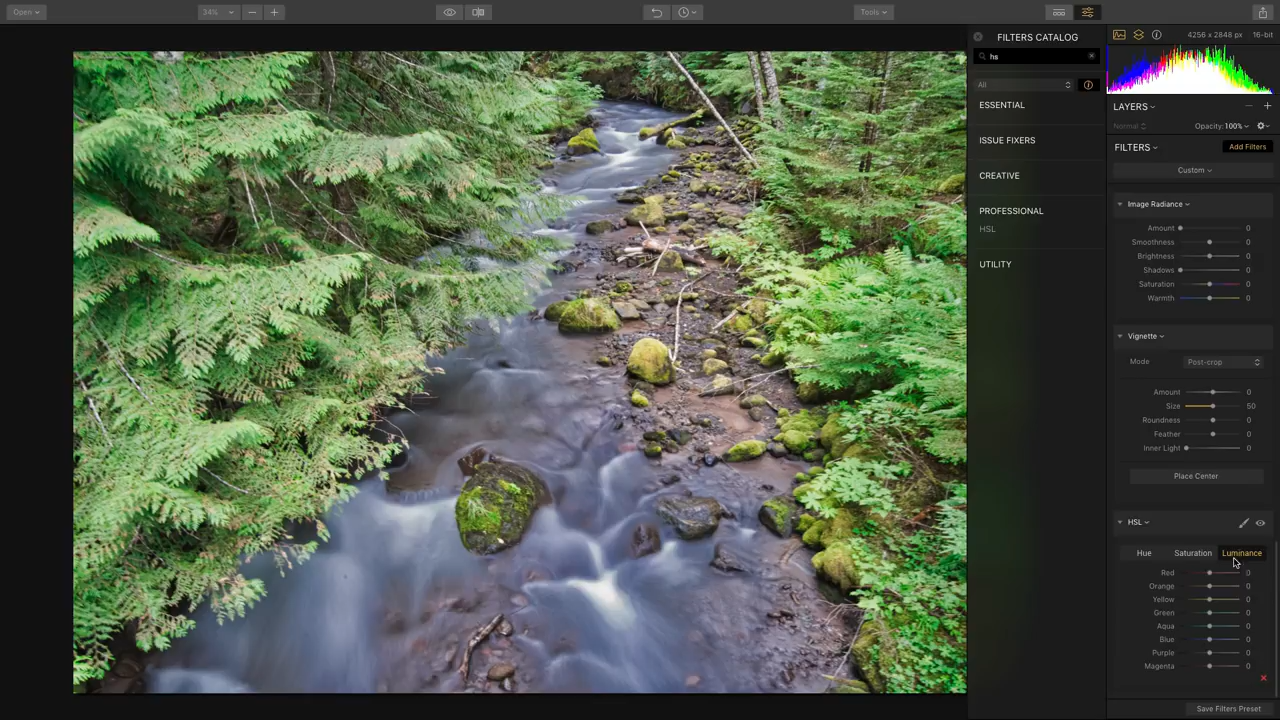 Open
34%
Tools
FILTERS CATALOG
hs
All
ESSENTIAL
ISSUE FIXERS
CREATIVE
PROFESSIONAL
HSL
UTILITY
4256 x 2848 px 16-bit
LAYERS
Normal Opacity: 100%
FILTERS Add Filters
Custom
Image Radiance
Amount 0
Smoothness 0
Brightness 0
Shadows 0
Saturation 0
Warmth 0
Vignette
Mode Post-crop
Amount 0
Size 50
Roundness 0
Feather 0
Inner Light 0
Place Center
HSL
Hue Saturation Luminance
Red 0
Orange 0
Yellow 0
Green 0
Aqua 0
Blue 0
Purple 0
Magenta 0
Save Filters Preset